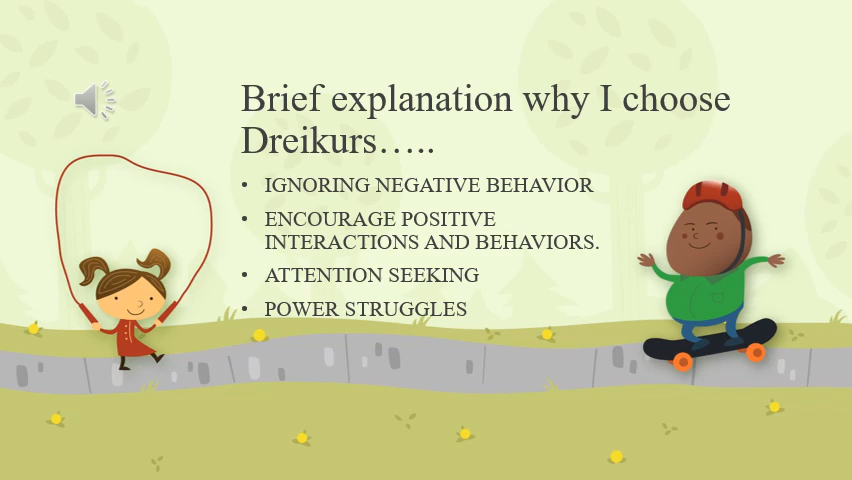 Brief explanation why I choose
Dreikurs…..
• IGNORING NEGATIVE BEHAVIOR
• ENCOURAGE POSITIVE
INTERACTIONS AND BEHAVIORS.
• ATTENTION SEEKING
• POWER STRUGGLES